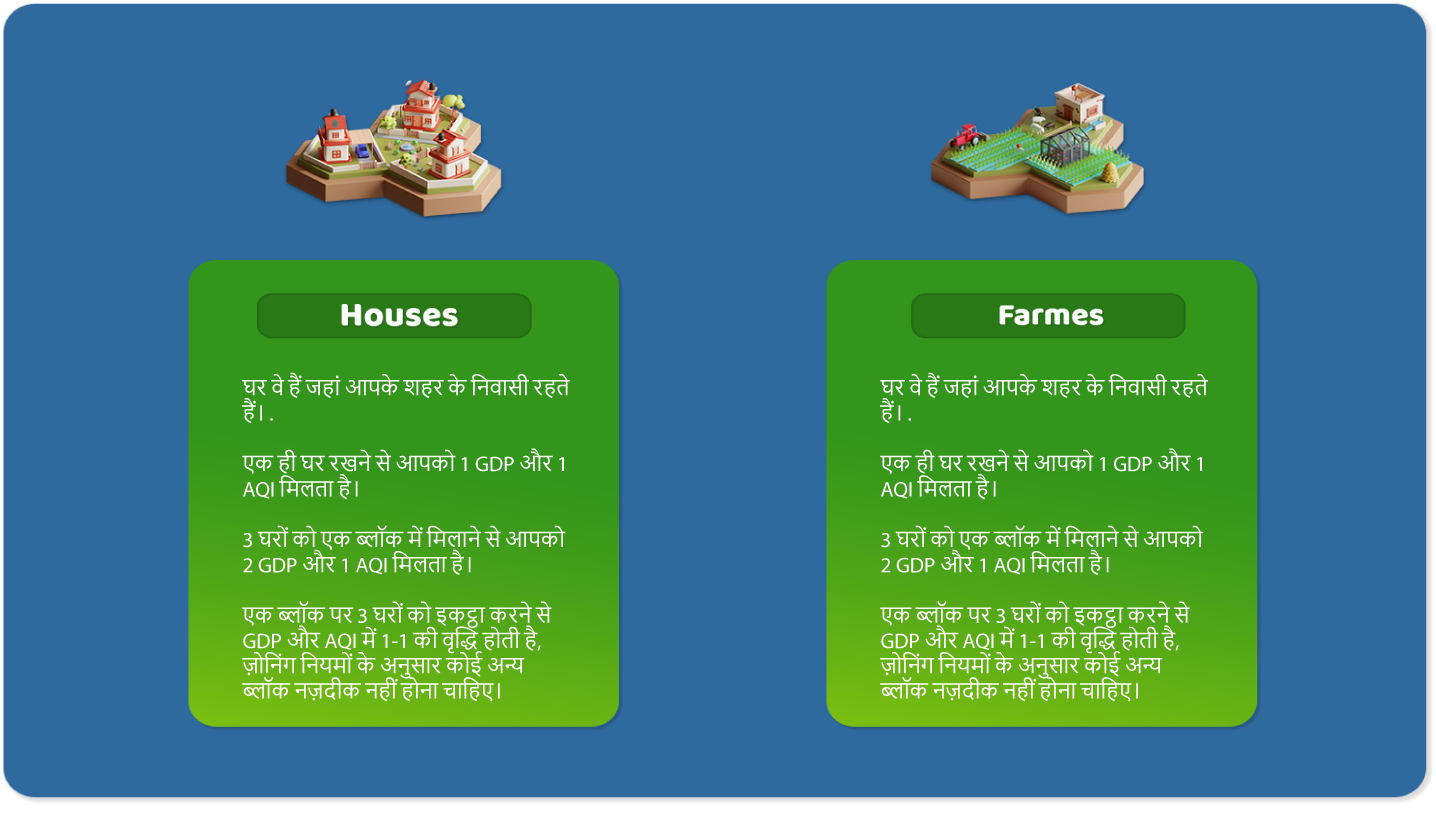 Houses
घर वे हैं जहां आपके शहर के निवासी रहते
हैं। .
एक ही घर रखने से आपको 1 GDP और 1
AQI मिलता है।
3 घरों को एक ब्लॉक में मिलाने से आपको
2 GDP और 1 AQI मिलता है।
एक ब्लॉक पर 3 घरों को इकट्ठा करने से
GDP और AQI में 1-1 की वृद्धि होती है,
ज़ोनिंग नियमों के अनुसार कोई अन्य
ब्लॉक नज़दीक नहीं होना चाहिए।
Farmes
घर वे हैं जहां आपके शहर के निवासी रहते
हैं। .
एक ही घर रखने से आपको 1 GDP और 1
AQI मिलता है।
3 घरों को एक ब्लॉक में मिलाने से आपको
2 GDP और 1 AQI मिलता है।
एक ब्लॉक पर 3 घरों को इकट्ठा करने से
GDP और AQI में 1-1 की वृद्धि होती है,
ज़ोनिंग नियमों के अनुसार कोई अन्य
ब्लॉक नज़दीक नहीं होना चाहिए।